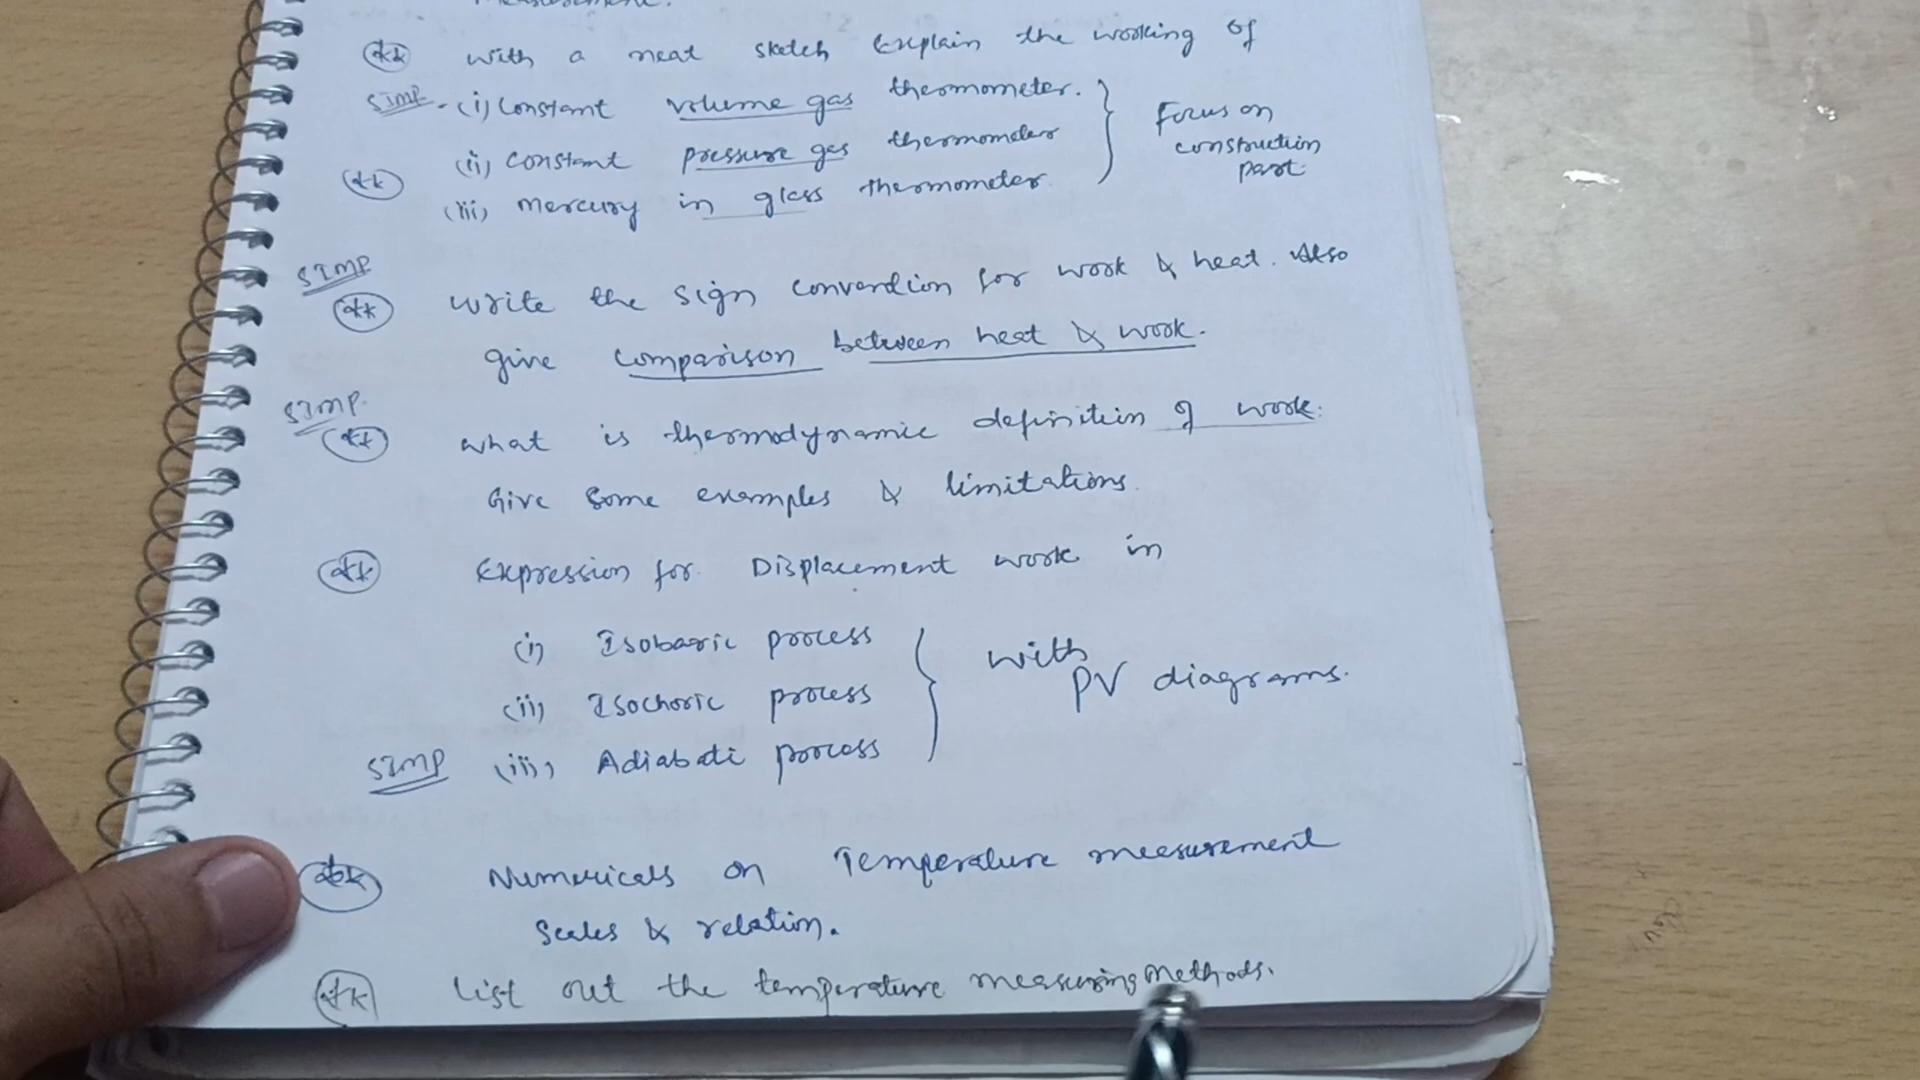 Measurement.
** With a neat sketch Explain the working of
SIMP - (i) Constant volume gas thermometer.
(ii) constant pressure gas thermometer
** (iii) mercury in glass thermometer
Focus on
construction
part.
SIMP
** Write the sign convention for work & heat. Also
give comparison between heat & work.
SIMP.
** what is thermodynamic definition of work.
Give some examples & limitations.
** Expression for Displacement work in
(i) Isobaric process
(ii) Isochoric process
SIMP (iii) Adiabati process
with
PV diagrams.
** Numericals on Temperature measurement
scales & relation.
** List out the temperature measuring methods.